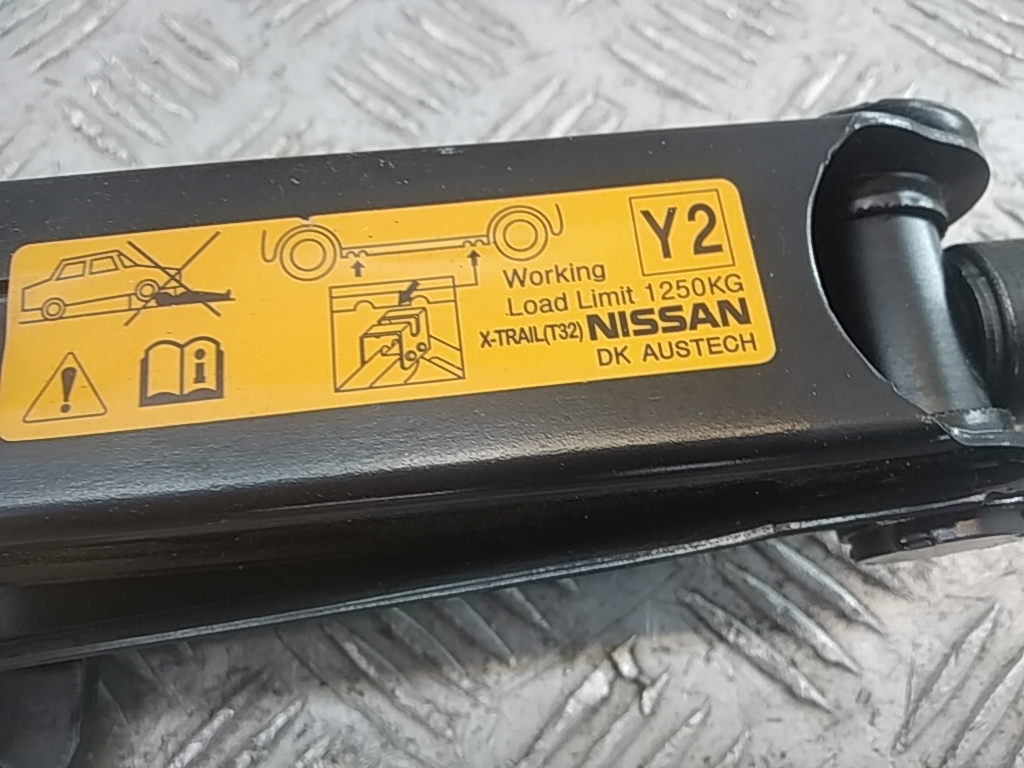 Y2
Working
Load Limit 1250KG
X-TRAIL(T32) NISSAN
DK AUSTECH